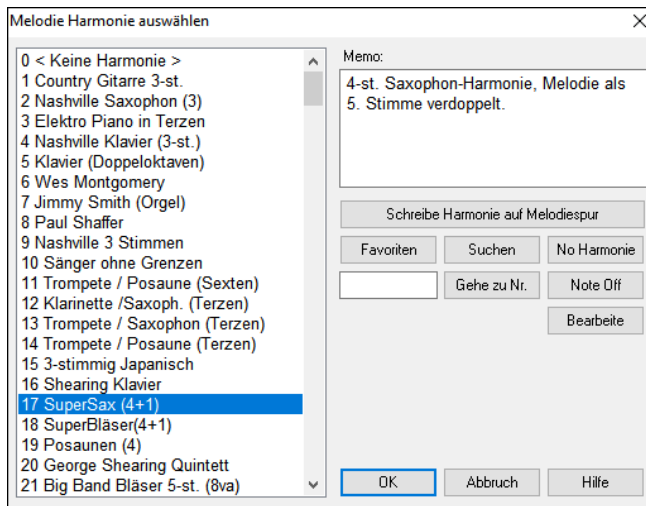 Melodie Harmonie auswählen
0 < Keine Harmonie >
1 Country Gitarre 3-st.
2 Nashville Saxophon (3)
3 Elektro Piano in Terzen
4 Nashville Klavier (3-st.)
5 Klavier (Doppeloktaven)
6 Wes Montgomery
7 Jimmy Smith (Orgel)
8 Paul Shaffer
9 Nashville 3 Stimmen
10 Sänger ohne Grenzen
11 Trompete / Posaune (Sexten)
12 Klarinette /Saxoph. (Terzen)
13 Trompete / Saxophon (Terzen)
14 Trompete / Posaune (Terzen)
15 3-stimmig Japanisch
16 Shearing Klavier
17 SuperSax (4+1)
18 SuperBläser(4+1)
19 Posaunen (4)
20 George Shearing Quintett
21 Big Band Bläser 5-st. (8va)
Memo:
4-st. Saxophon-Harmonie, Melodie als
5. Stimme verdoppelt.
Schreibe Harmonie auf Melodiespur
Favoriten
Suchen
No Harmonie
Gehe zu Nr.
Note Off
Bearbeite
OK
Abbruch
Hilfe